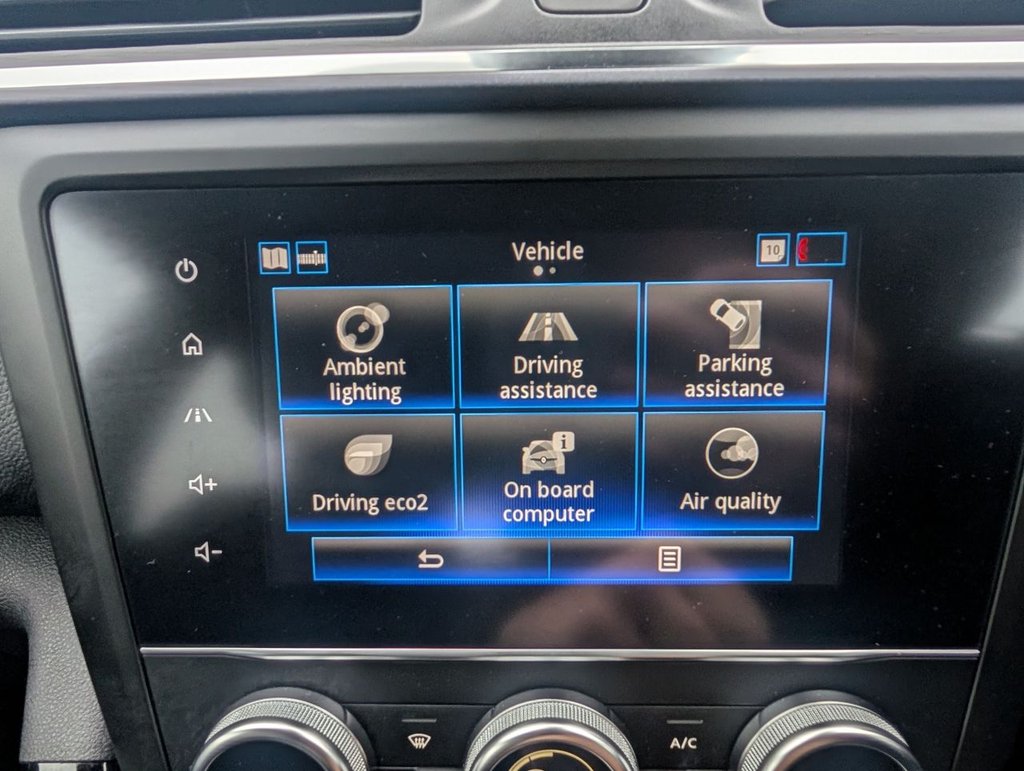 Vehicle
10
Ambient
lighting
Driving
assistance
Parking
assistance
Driving eco2
i
On board
computer
Air quality
A/C